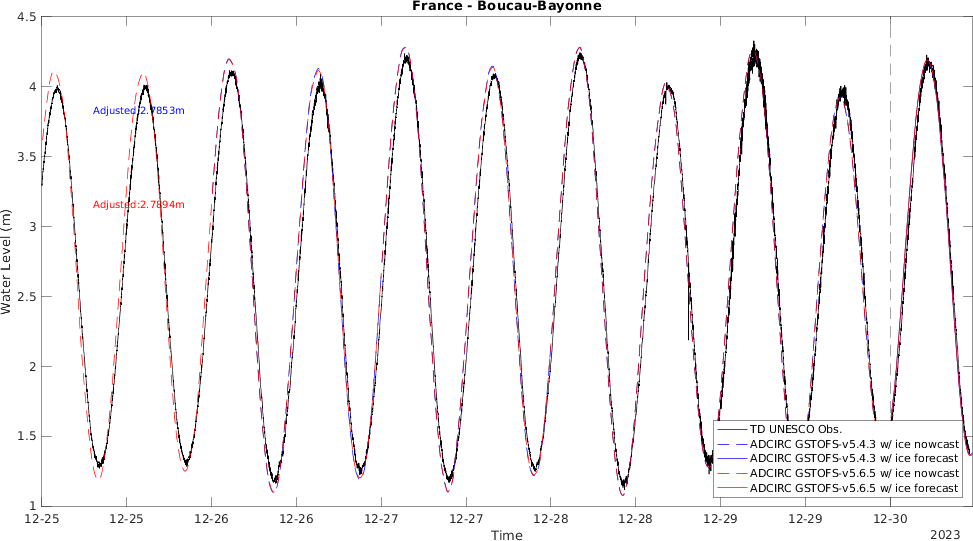 France - Boucau-Bayonne
4.5
4
3.5
3
2.5
2
1.5
1
Water Level (m)
Adjusted:2.7853m
Adjusted:2.7894m
TD UNESCO Obs.
ADCIRC GSTOFS-v5.4.3 w/ ice nowcast
ADCIRC GSTOFS-v5.4.3 w/ ice forecast
ADCIRC GSTOFS-v5.6.5 w/ ice nowcast
ADCIRC GSTOFS-v5.6.5 w/ ice forecast
12-25 12-25 12-26 12-26 12-27 12-27 12-28 12-28 12-29 12-29 12-30
Time
2023